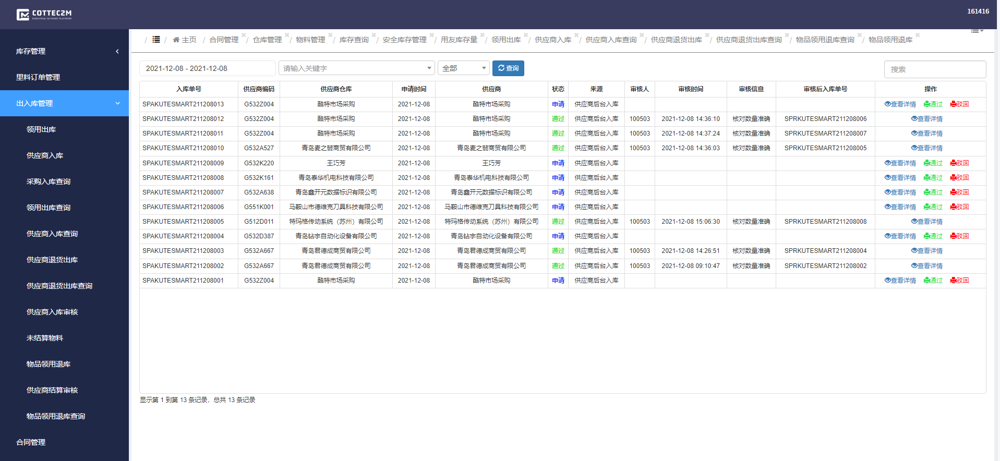 COTTEC2M
INDUSTRIAL INTERNET PLATFORM
161416
库存管理
里料订单管理
出入库管理
领用出库
供应商入库
采购入库查询
领用出库查询
供应商入库查询
供应商退货出库
供应商退货出库查询
供应商入库审核
未结算物料
物品领用退库
供应商结算审核
物品领用退库查询
合同管理
/ / 主页 / 合同管理 / 仓库管理 / 物料管理 / 库存查询 / 安全库存管理 / 用友库存量 / 领用出库 / 供应商入库 / 供应商入库查询 / 供应商退货出库 / 供应商退货出库查询 / 物品领用退库查询 / 物品领用退库
2021-12-08 - 2021-12-08 请输入关键字 全部 查询 搜索
入库单号 供应商编码 供应商仓库 申请时间 供应商 状态 来源 审核人 审核时间 审核信息 审核后入库单号 操作
SPAKUTESMART211208013 G532Z004 酷特市场采购 2021-12-08 酷特市场采购 申请 供应商后台入库 查看详情 通过 驳回
SPAKUTESMART211208012 G532Z004 酷特市场采购 2021-12-08 酷特市场采购 通过 供应商后台入库 100503 2021-12-08 14:36:10 核对数量准确 SPRKUTESMART211208006 查看详情
SPAKUTESMART211208011 G532Z004 酷特市场采购 2021-12-08 酷特市场采购 通过 供应商后台入库 100503 2021-12-08 14:37:24 核对数量准确 SPRKUTESMART211208007 查看详情
SPAKUTESMART211208010 G532A527 青岛麦之翡商贸有限公司 2021-12-08 青岛麦之翡商贸有限公司 通过 供应商后台入库 100503 2021-12-08 14:36:03 核对数量准确 SPRKUTESMART211208005 查看详情
SPAKUTESMART211208009 G532K220 王巧芳 2021-12-08 王巧芳 申请 供应商后台入库 查看详情 通过 驳回
SPAKUTESMART211208008 G532K161 青岛泰华机电科技有限公司 2021-12-08 青岛泰华机电科技有限公司 申请 供应商后台入库 查看详情 通过 驳回
SPAKUTESMART211208007 G532A638 青岛鑫开元数据标识有限公司 2021-12-08 青岛鑫开元数据标识有限公司 申请 供应商后台入库 查看详情 通过 驳回
SPAKUTESMART211208006 G551K001 马鞍山市德维克刀具科技有限公司 2021-12-08 马鞍山市德维克刀具科技有限公司 申请 供应商后台入库 查看详情 通过 驳回
SPAKUTESMART211208005 G512D011 特玛格传动系统（苏州）有限公司 2021-12-08 特玛格传动系统（苏州）有限公司 通过 供应商后台入库 100503 2021-12-08 15:06:30 核对数量准确 SPRKUTESMART211208008 查看详情
SPAKUTESMART211208004 G532D387 青岛钻宇自动化设备有限公司 2021-12-08 青岛钻宇自动化设备有限公司 申请 供应商后台入库 查看详情 通过 驳回
SPAKUTESMART211208003 G532A667 青岛君德成商贸有限公司 2021-12-08 青岛君德成商贸有限公司 通过 供应商后台入库 100503 2021-12-08 14:26:51 核对数量准确 SPRKUTESMART211208004 查看详情
SPAKUTESMART211208002 G532A667 青岛君德成商贸有限公司 2021-12-08 青岛君德成商贸有限公司 通过 供应商后台入库 100503 2021-12-08 09:10:47 核对数量准确 SPRKUTESMART211208002 查看详情
SPAKUTESMART211208001 G532Z004 酷特市场采购 2021-12-08 酷特市场采购 申请 供应商后台入库 查看详情 通过 驳回
显示第 1 到第 13 条记录，总共 13 条记录